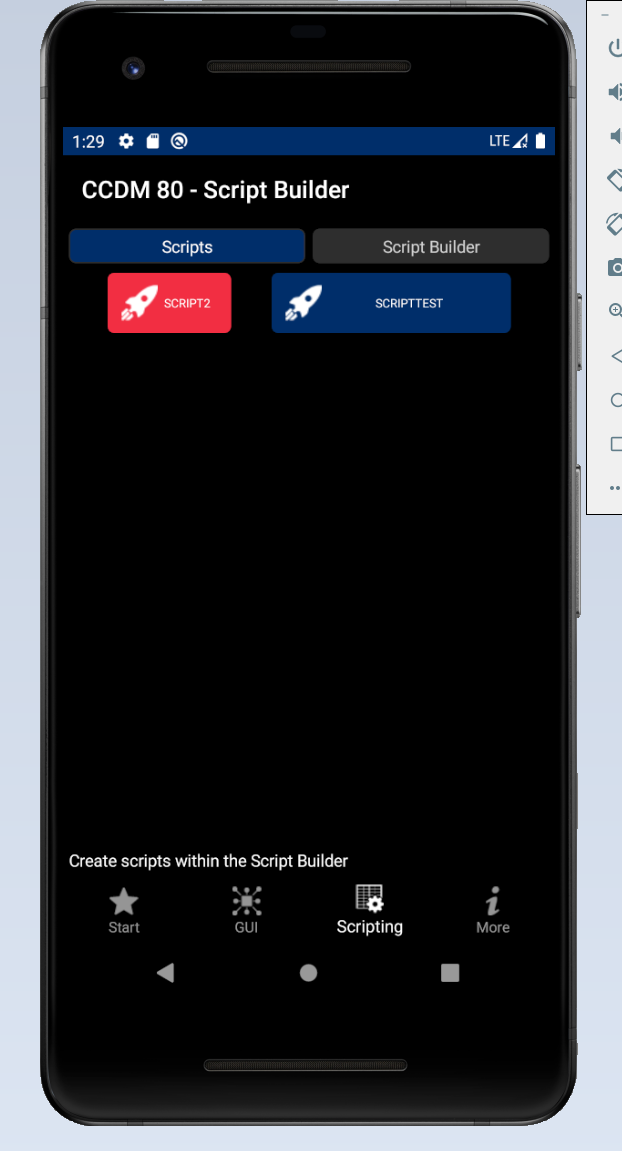 1:29 LTE
CCDM 80 - Script Builder
Scripts Script Builder
SCRIPT2 SCRIPTTEST
Create scripts within the Script Builder
Start GUI Scripting More